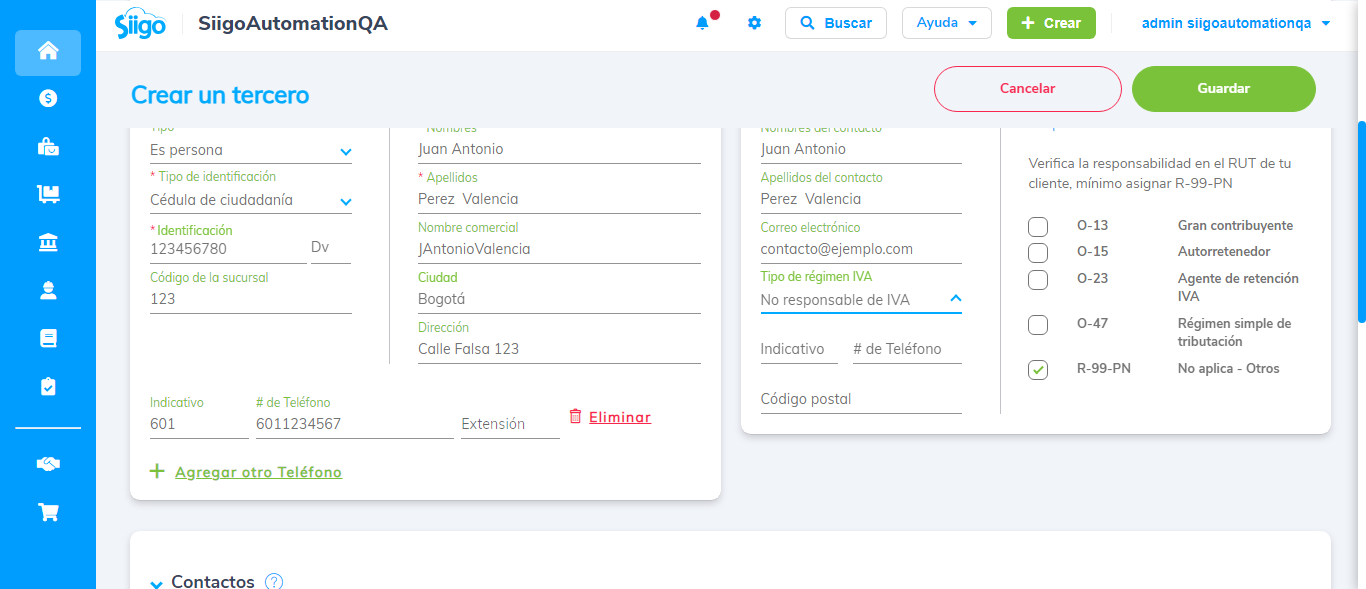 Siigo
SiigoAutomationQA
Buscar
Ayuda
Crear
admin siigoautomationqa
Crear un tercero
Cancelar
Guardar
Tipo
Es persona
* Tipo de identificación
Cédula de ciudadanía
* Identificación
123456780
Dv
Código de la sucursal
123
* Nombres
Juan Antonio
* Apellidos
Perez Valencia
Nombre comercial
JAntonioValencia
Ciudad
Bogotá
Dirección
Calle Falsa 123
Indicativo
601
# de Teléfono
6011234567
Extensión
Eliminar
Agregar otro Teléfono
Nombres del contacto
Juan Antonio
Apellidos del contacto
Perez Valencia
Correo electrónico
contacto@ejemplo.com
Tipo de régimen IVA
No responsable de IVA
Indicativo
# de Teléfono
Código postal
Verifica la responsabilidad en el RUT de tu
cliente, mínimo asignar R-99-PN
O-13 Gran contribuyente
O-15 Autorretenedor
O-23 Agente de retención
IVA
O-47 Régimen simple de
tributación
R-99-PN No aplica - Otros
Contactos ?